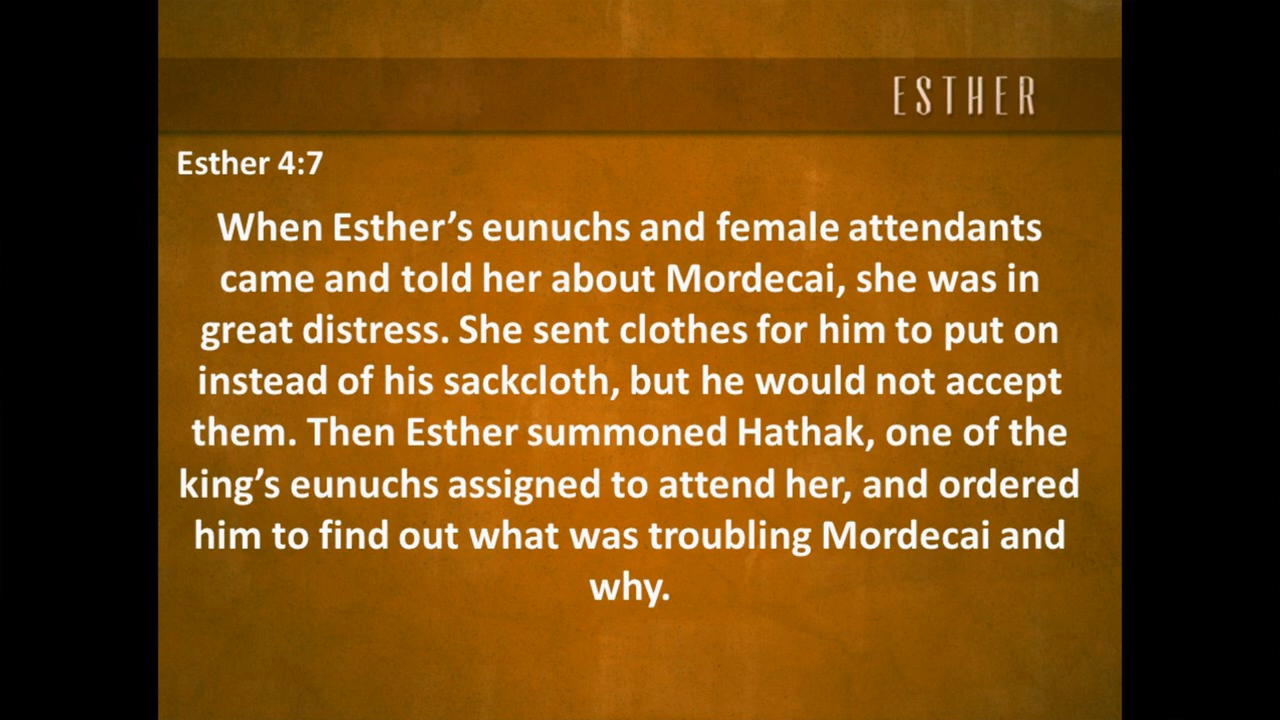 ESTHER
Esther 4:7
When Esther’s eunuchs and female attendants
came and told her about Mordecai, she was in
great distress. She sent clothes for him to put on
instead of his sackcloth, but he would not accept
them. Then Esther summoned Hathak, one of the
king’s eunuchs assigned to attend her, and ordered
him to find out what was troubling Mordecai and
why.